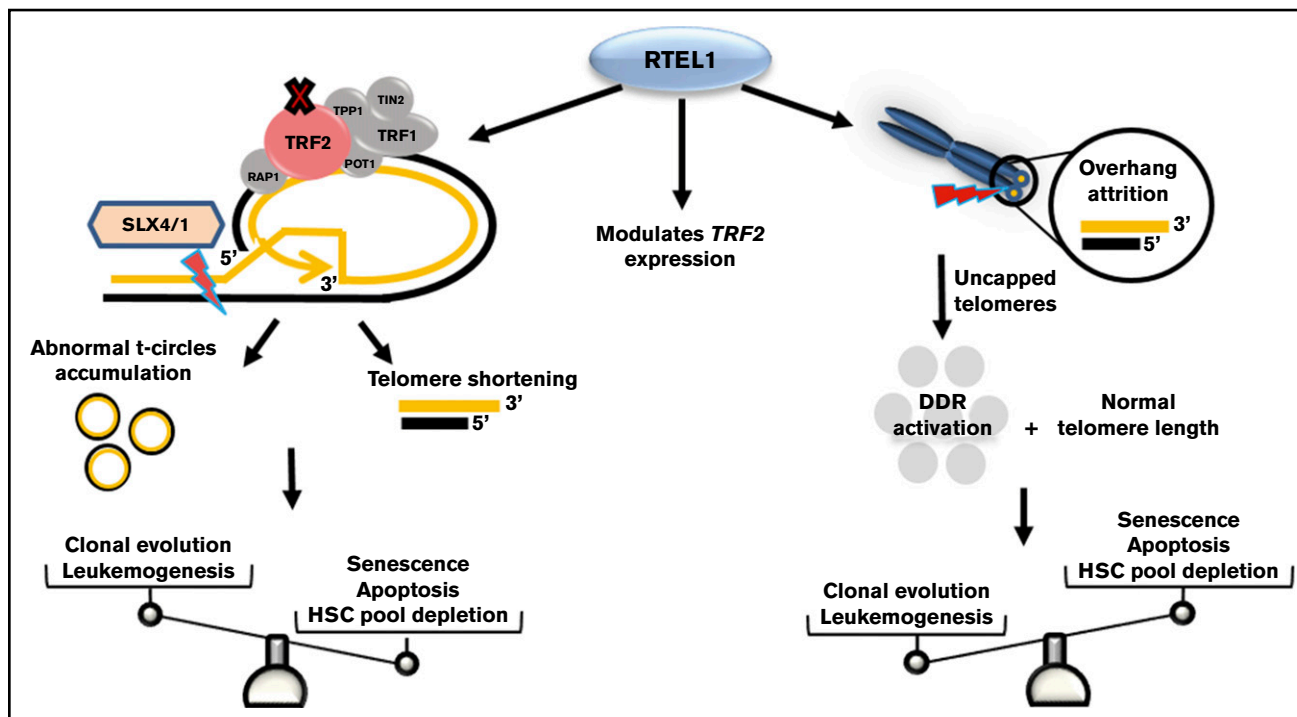 RTEL1
X
TPP1
TIN2
TRF2
TRF1
RAP1
POT1
SLX4/1
5’
3’
Abnormal t-circles
accumulation
Telomere shortening
3’
5’
Clonal evolution
Leukemogenesis
Senescence
Apoptosis
HSC pool depletion
Modulates TRF2
expression
Overhang
attrition
3’
5’
Uncapped
telomeres
DDR
activation
+
Normal
telomere length
Senescence
Apoptosis
HSC pool depletion
Clonal evolution
Leukemogenesis